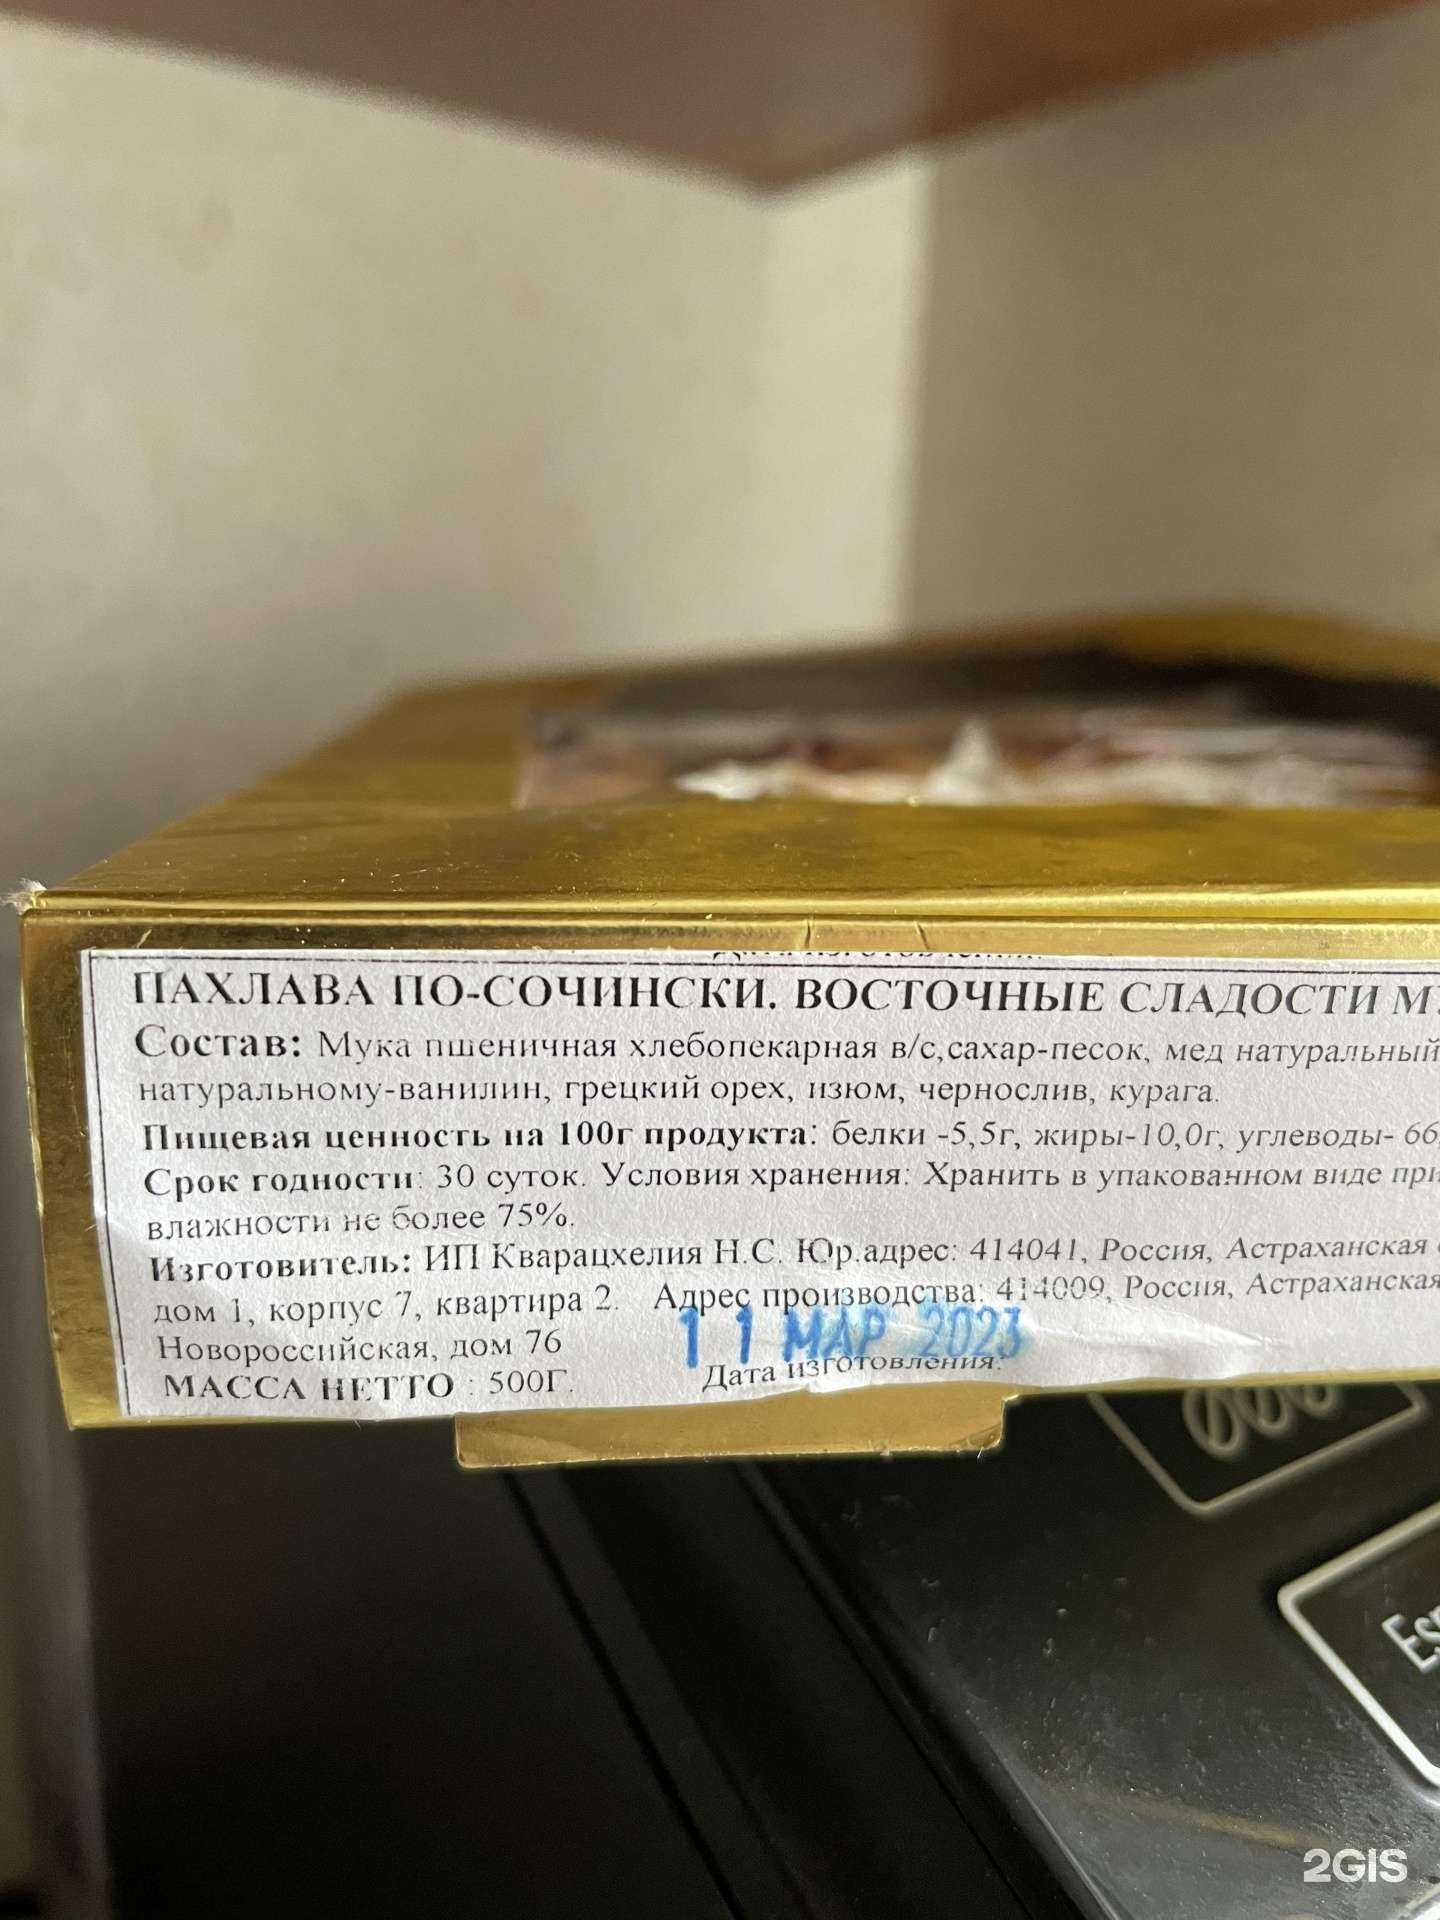 ПАХЛАВА ПО-СОЧИНСКИ. ВОСТОЧНЫЕ СЛАДОСТИ М
Состав: Мука пшеничная хлебопекарная в/с,сахар-песок, мед натуральный
натуральному-ванилин, грецкий орех, изюм, чернослив, курага.
Пищевая ценность на 100г продукта: белки -5,5г, жиры-10,0г, углеводы- 66,
Срок годности: 30 суток. Условия хранения: Хранить в упакованном виде при
влажности не более 75%.
Изготовитель: ИП Кварацхелия Н.С. Юр.адрес: 414041, Россия, Астраханская
дом 1, корпус 7, квартира 2. Адрес производства: 414009, Россия, Астраханская
Новороссийская, дом 76
11 МАР 2023
МАССА НЕТТО : 500Г. Дата изготовления:
Esp
2GIS